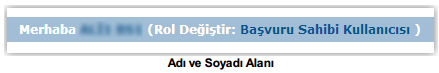 Merhaba (Rol Değiştir: Başvuru Sahibi Kullanıcısı )
Adı ve Soyadı Alanı